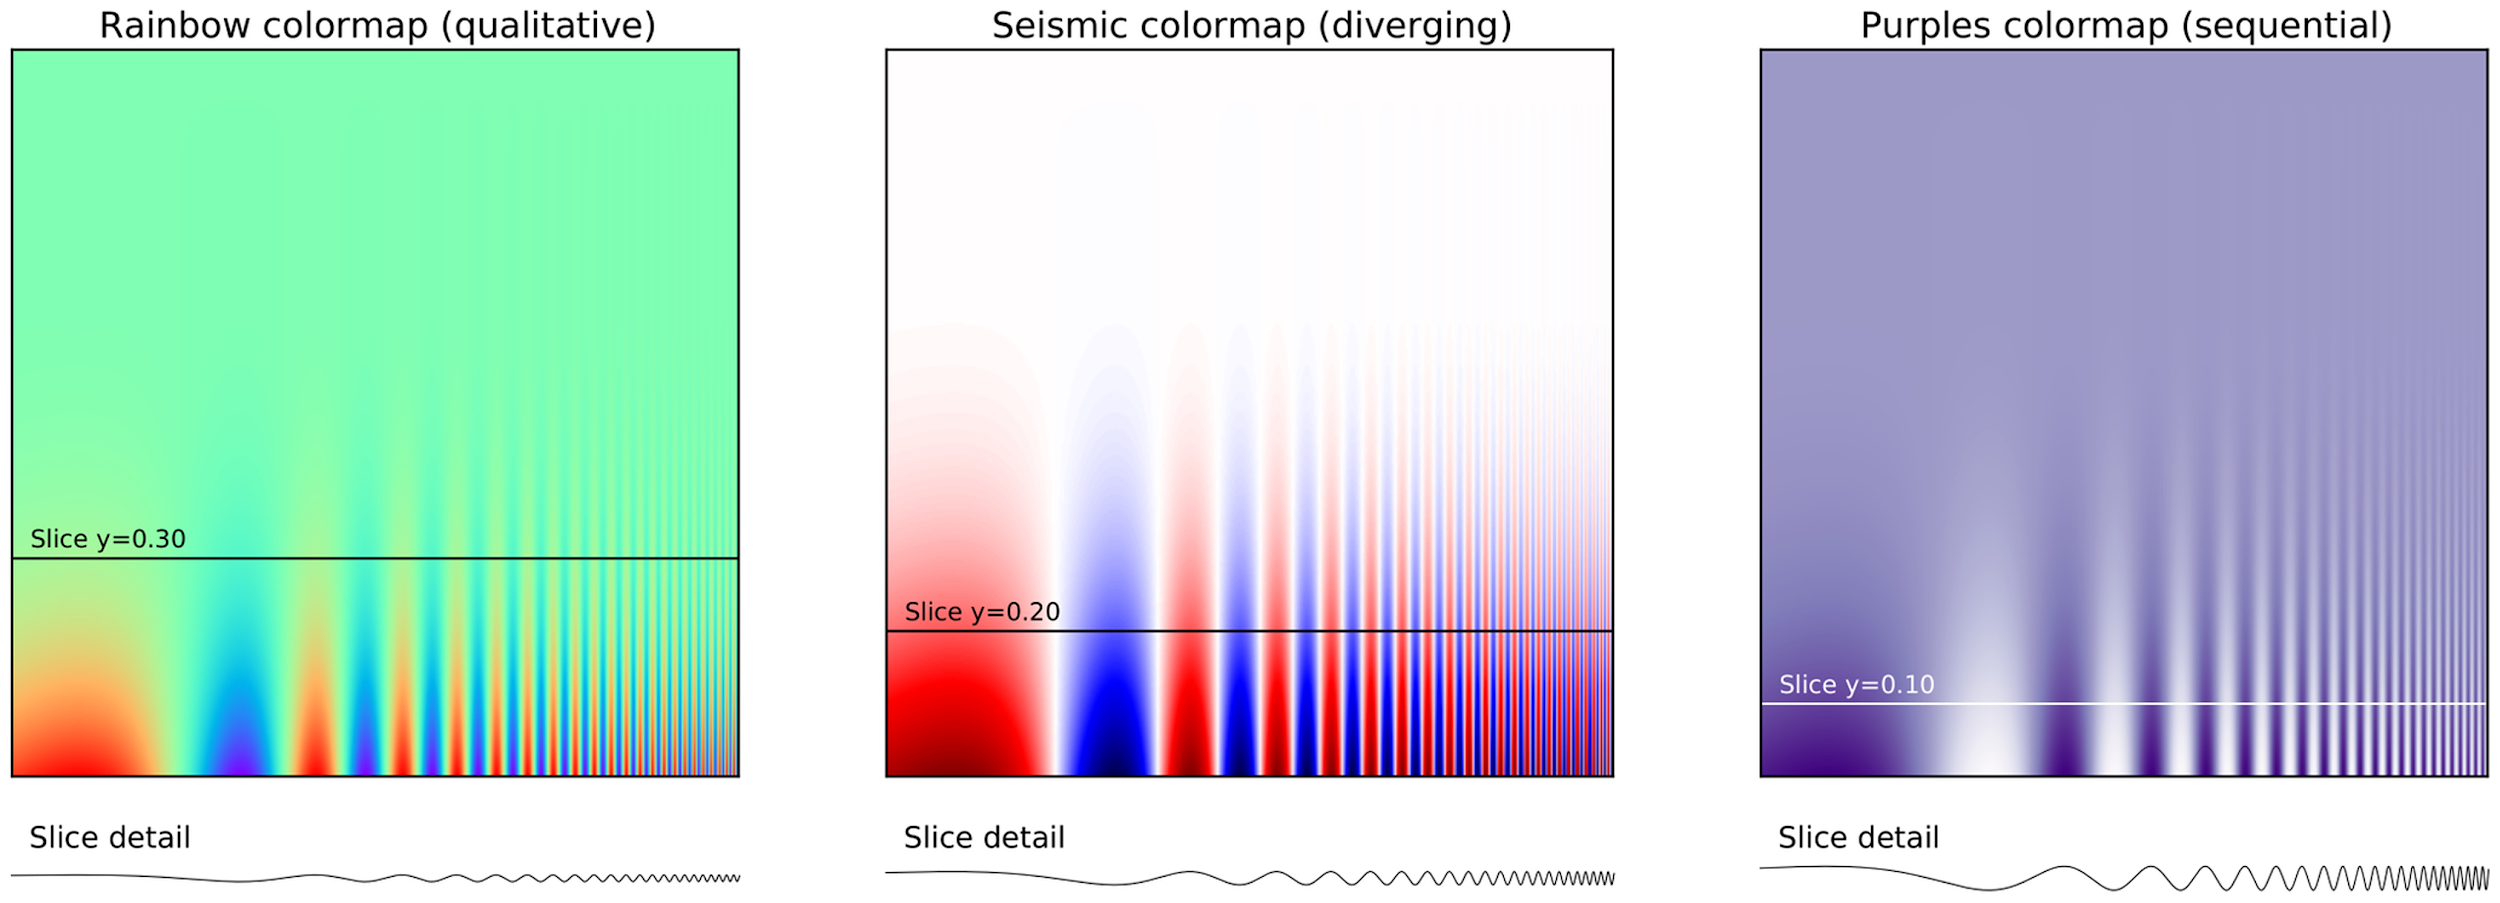 Rainbow colormap (qualitative)
Slice y=0.30
Slice detail
Seismic colormap (diverging)
Slice y=0.20
Slice detail
Purples colormap (sequential)
Slice y=0.10
Slice detail